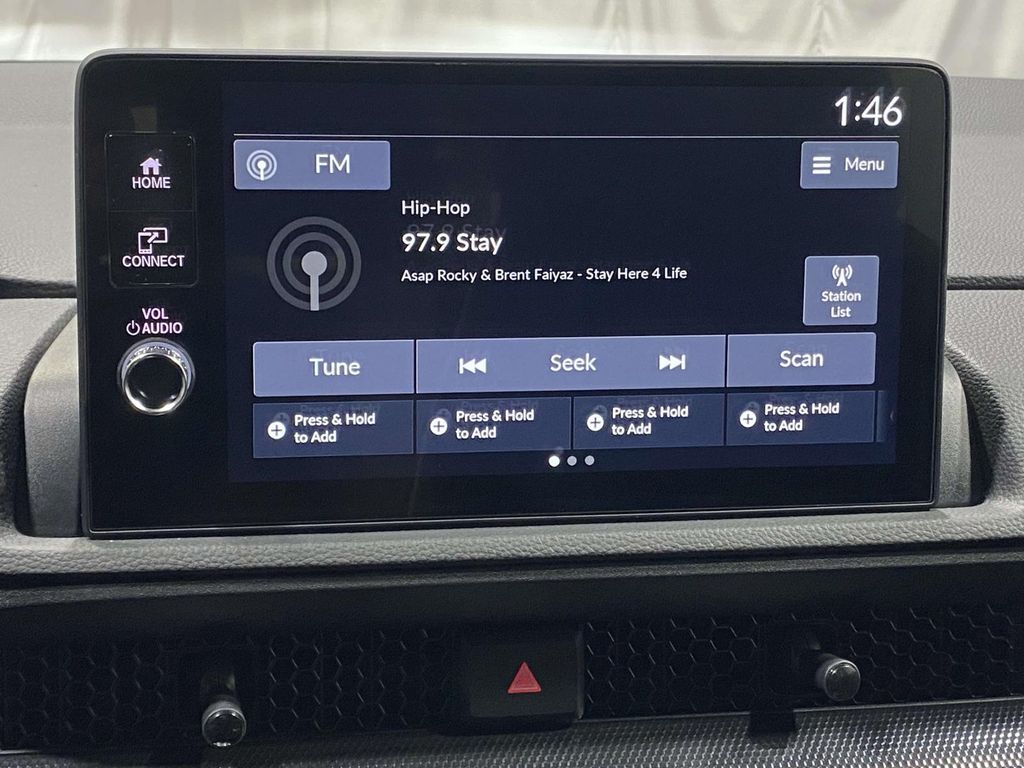 1:46
HOME
FM
Menu
Hip-Hop
97.9 Stay
Asap Rocky & Brent Faiyaz - Stay Here 4 Life
CONNECT
Station
List
VOL
AUDIO
Tune
Seek
Scan
Press & Hold
to Add
Press & Hold
to Add
Press & Hold
to Add
Press & Hold
to Add